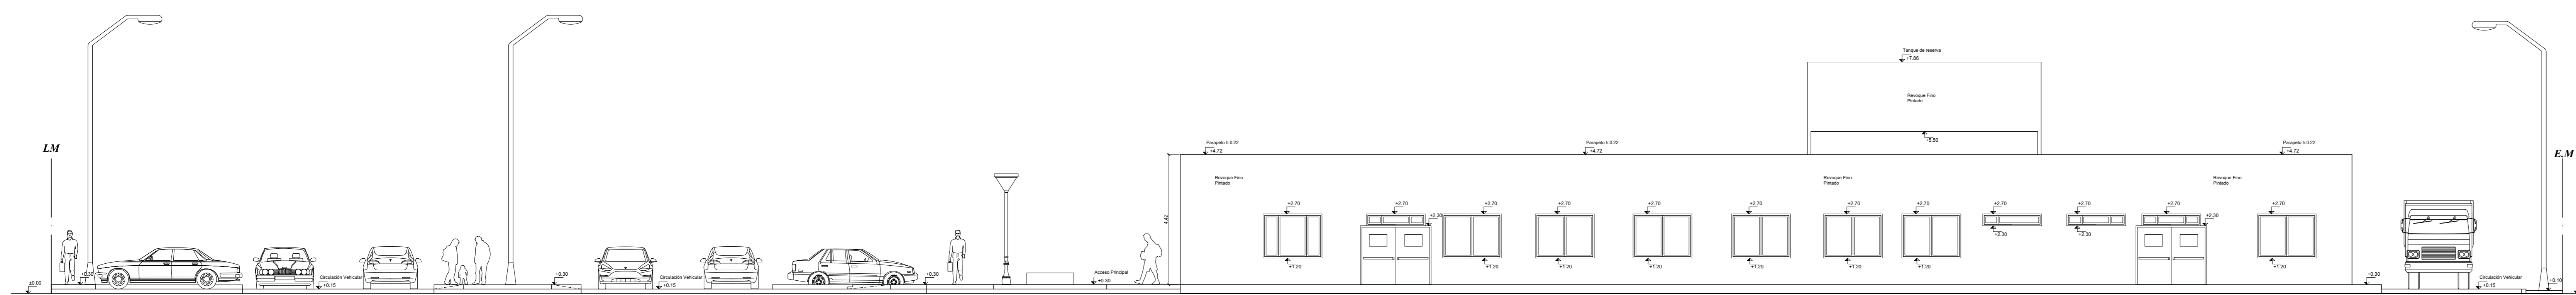 LM
±0.00
+0.30
Circulación Vehicular
+0.15
+0.30
Circulación Vehicular
+0.15
+0.30
Acceso Principal
+0.30
4.42
Parapeto h:0.22
+4.72
Parapeto h:0.22
+4.72
Parapeto h:0.22
+4.72
Tanque de reserva
+7.86
Revoque Fino
Pintado
+5.50
Revoque Fino
Pintado
Revoque Fino
Pintado
Revoque Fino
Pintado
+2.70
+1.20
+2.70
+2.30
+2.70
+1.20
+2.70
+1.20
+2.70
+1.20
+2.70
+1.20
+2.70
+1.20
+2.70
+1.20
+2.70
+2.30
+2.70
+2.30
+2.70
+2.30
+2.70
+1.20
+0.30
Circulación Vehicular
+0.15
+0.10
E.M